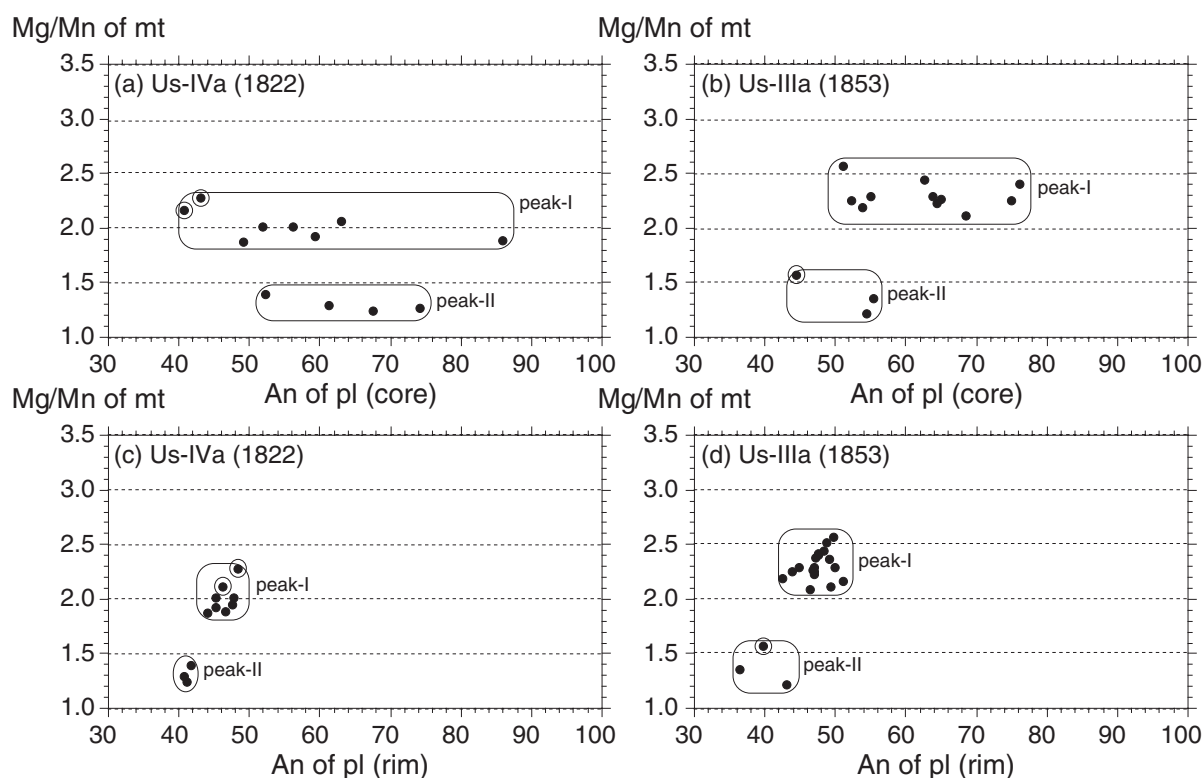 Mg/Mn of mt
3.5
3.0
2.5
2.0
1.5
1.0
(a) Us-IVa (1822)
peak-I
peak-II
30 40 50 60 70 80 90 100
An of pl (core)
Mg/Mn of mt
3.5
3.0
2.5
2.0
1.5
1.0
(b) Us-IIIa (1853)
peak-I
peak-II
30 40 50 60 70 80 90 100
An of pl (core)
Mg/Mn of mt
3.5
3.0
2.5
2.0
1.5
1.0
(c) Us-IVa (1822)
peak-I
peak-II
30 40 50 60 70 80 90 100
An of pl (rim)
Mg/Mn of mt
3.5
3.0
2.5
2.0
1.5
1.0
(d) Us-IIIa (1853)
peak-I
peak-II
30 40 50 60 70 80 90 100
An of pl (rim)